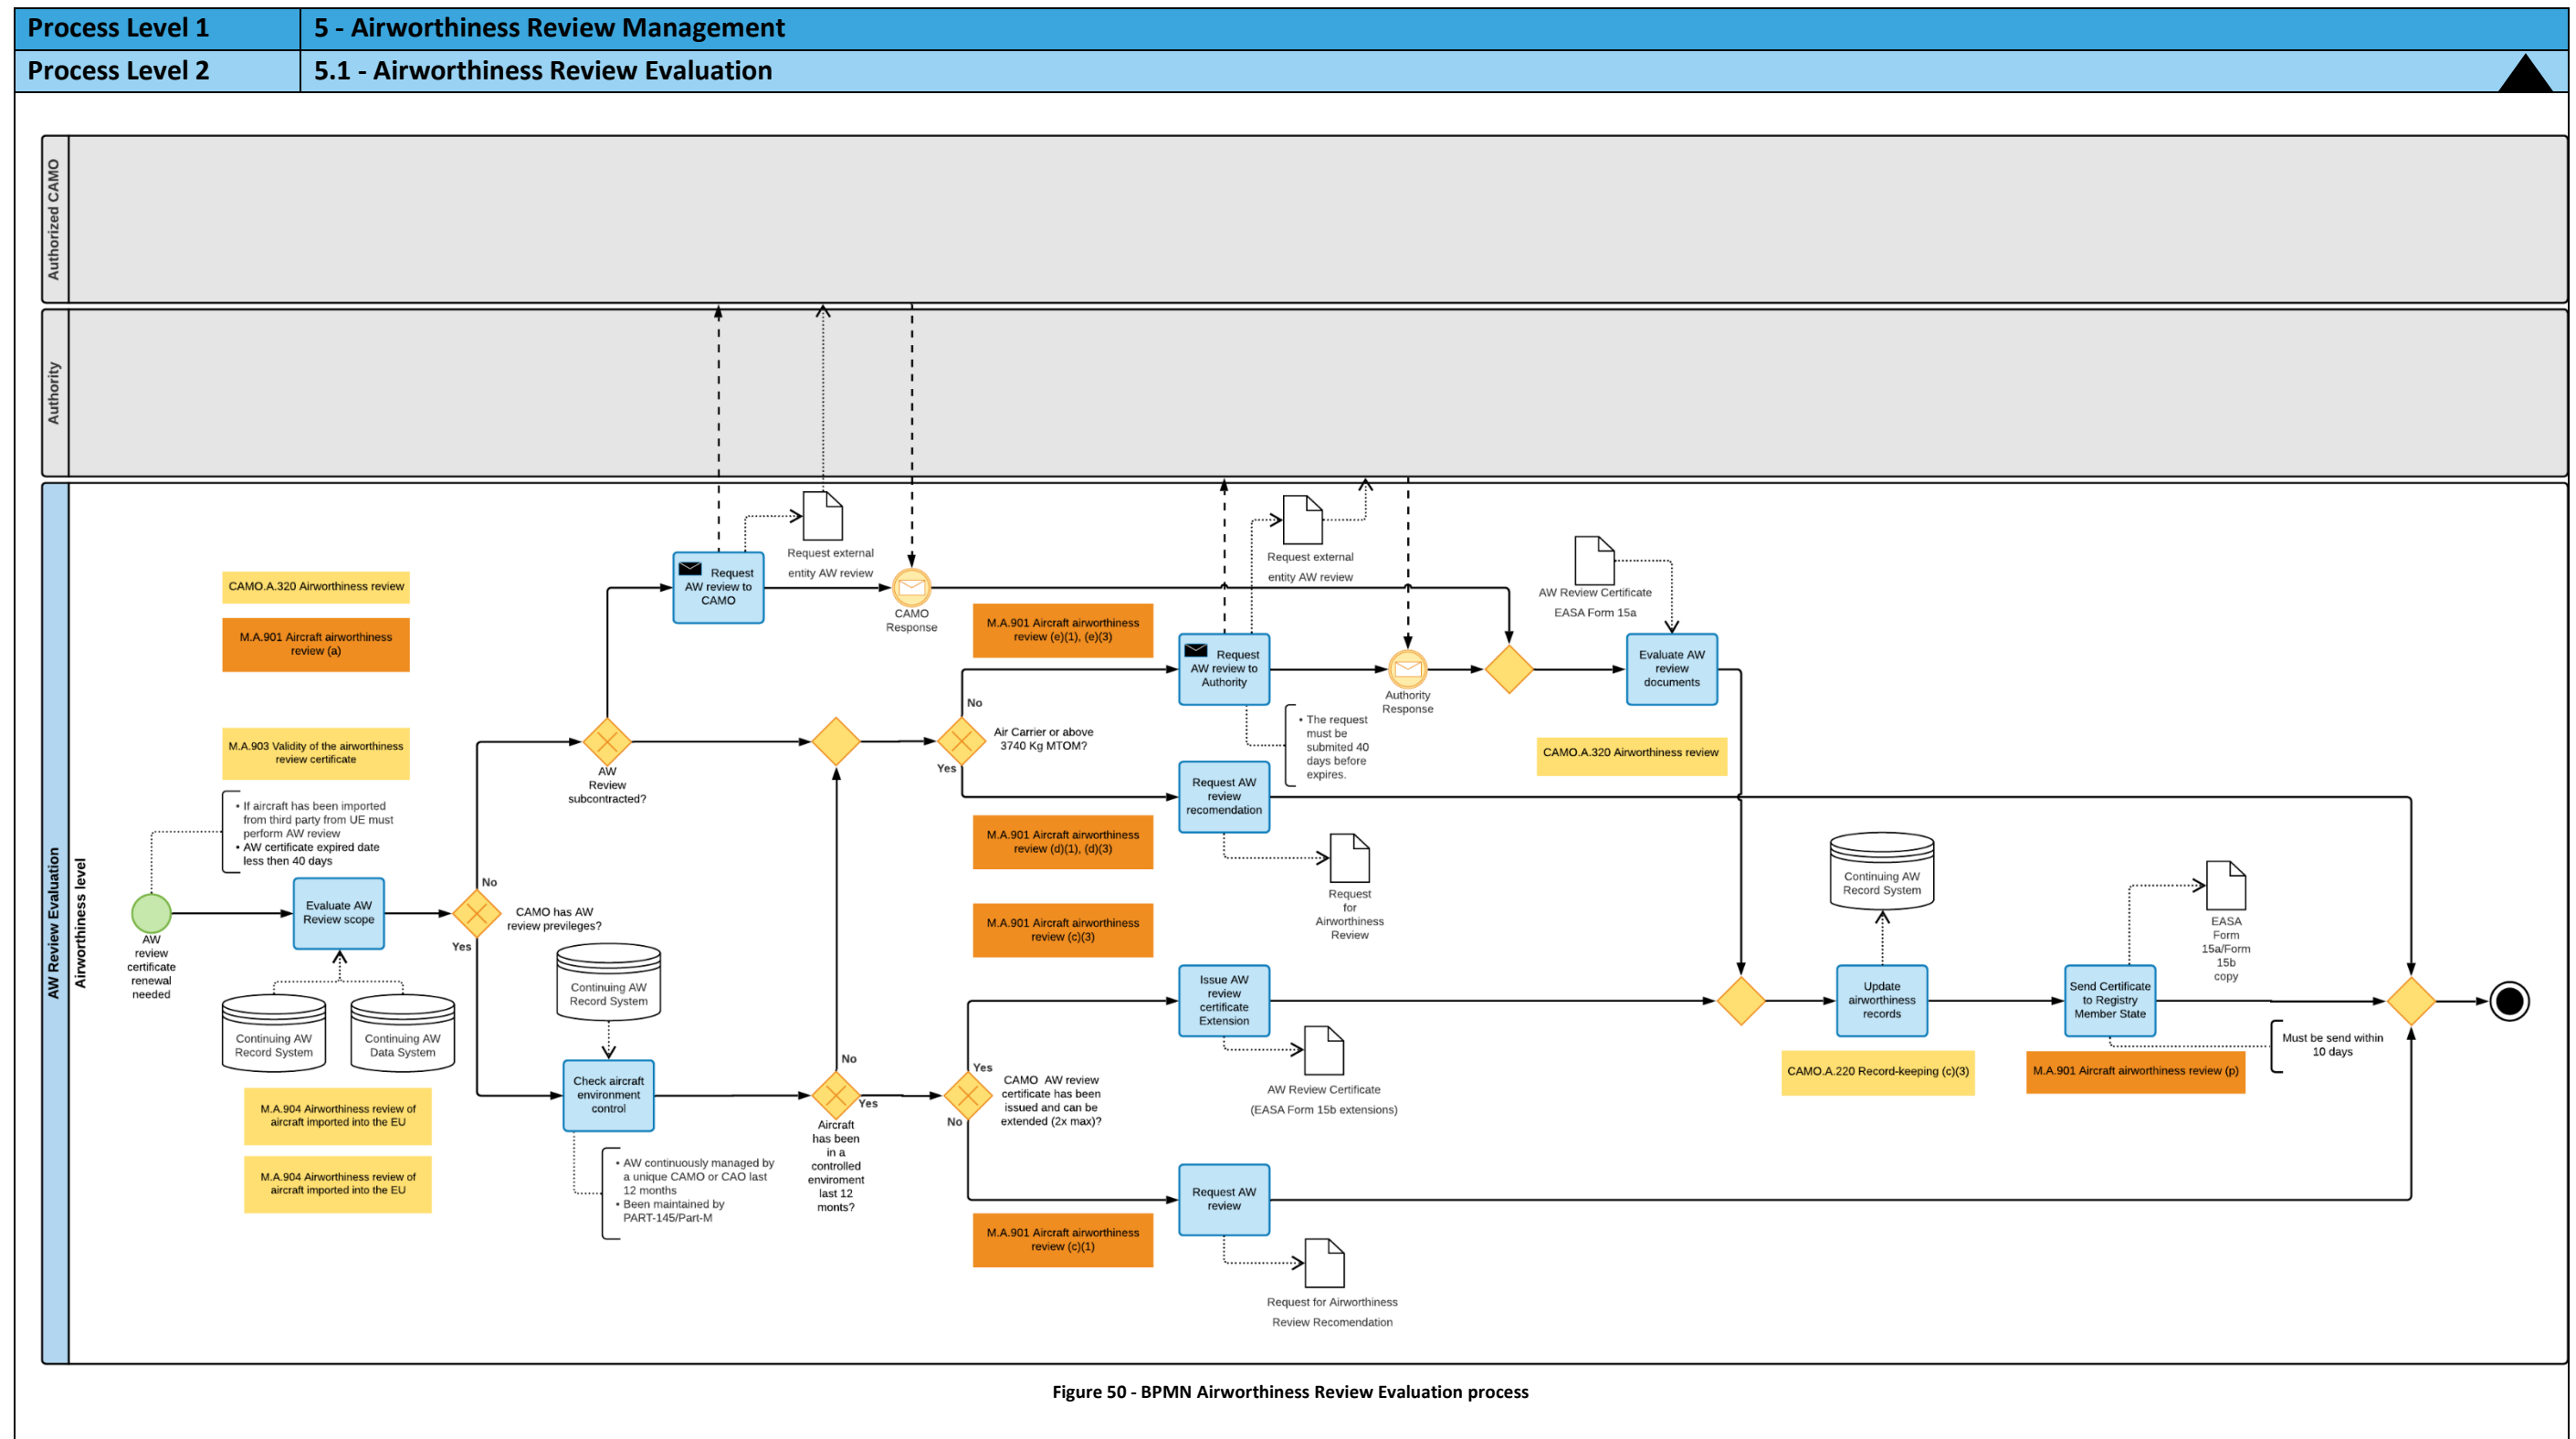 Process Level 1
5 - Airworthiness Review Management
Process Level 2
5.1 - Airworthiness Review Evaluation
Authorized CAMO
Authority
AW Review Evaluation
Airworthiness level
CAMO.A.320 Airworthiness review
M.A.901 Aircraft airworthiness
review (a)
M.A.903 Validity of the airworthiness
review certificate
• If aircraft has been imported
from third party from UE must
perform AW review
• AW certificate expired date
less then 40 days
AW
review
certificate
renewal
needed
Evaluate AW
Review scope
Continuing AW
Record System
Continuing AW
Data System
M.A.904 Airworthiness review of
aircraft imported into the EU
M.A.904 Airworthiness review of
aircraft imported into the EU
No
CAMO has AW
review previleges?
Yes
AW
Review
subcontracted?
Request
AW review to
CAMO
Request external
entity AW review
CAMO
Response
Continuing AW
Record System
Check aircraft
environment
control
• AW continuously managed by
a unique CAMO or CAO last
12 months
• Been maintained by
PART-145/Part-M
No
Yes
Aircraft
has been
in a
controlled
enviroment
last 12
monts?
M.A.901 Aircraft airworthiness
review (e)(1), (e)(3)
No
Air Carrier or above
3740 Kg MTOM?
Yes
M.A.901 Aircraft airworthiness
review (d)(1), (d)(3)
M.A.901 Aircraft airworthiness
review (c)(3)
Yes
CAMO AW review
certificate has been
issued and can be
extended (2x max)?
No
M.A.901 Aircraft airworthiness
review (c)(1)
Request
AW review to
Authority
Request external
entity AW review
• The request
must be
submited 40
days before
expires.
Authority
Response
Request AW
review
recomendation
Request
for
Airworthiness
Review
Issue AW
review
certificate
Extension
AW Review Certificate
(EASA Form 15b extensions)
Request AW
review
Request for Airworthiness
Review Recomendation
AW Review Certificate
EASA Form 15a
Evaluate AW
review
documents
CAMO.A.320 Airworthiness review
Continuing AW
Record System
Update
airworthiness
records
CAMO.A.220 Record-keeping (c)(3)
EASA
Form
15a/Form
15b
copy
Send Certificate
to Registry
Member State
M.A.901 Aircraft airworthiness review (p)
Must be send within
10 days
Figure 50 - BPMN Airworthiness Review Evaluation process